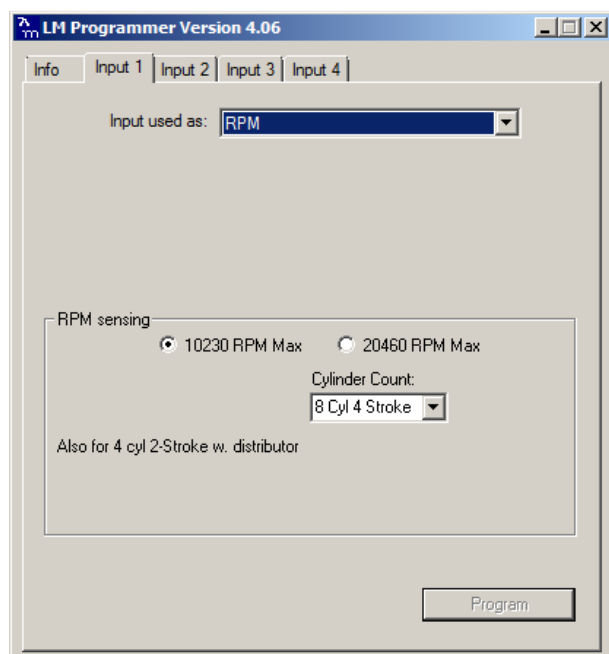 LM Programmer Version 4.06
Info Input 1 Input 2 Input 3 Input 4
Input used as: RPM
RPM sensing
10230 RPM Max 20460 RPM Max
Cylinder Count:
8 Cyl 4 Stroke
Also for 4 cyl 2-Stroke w. distributor
Program